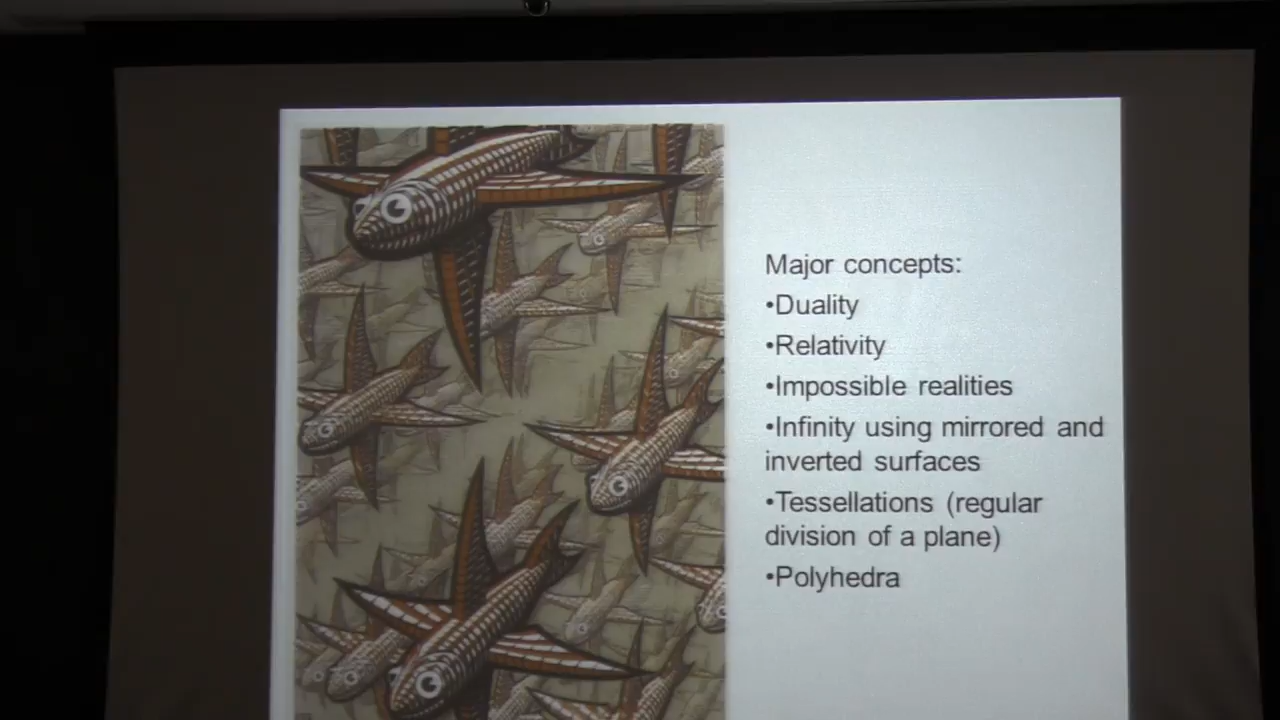 Major concepts:
•Duality
•Relativity
•Impossible realities
•Infinity using mirrored and
inverted surfaces
•Tessellations (regular
division of a plane)
•Polyhedra